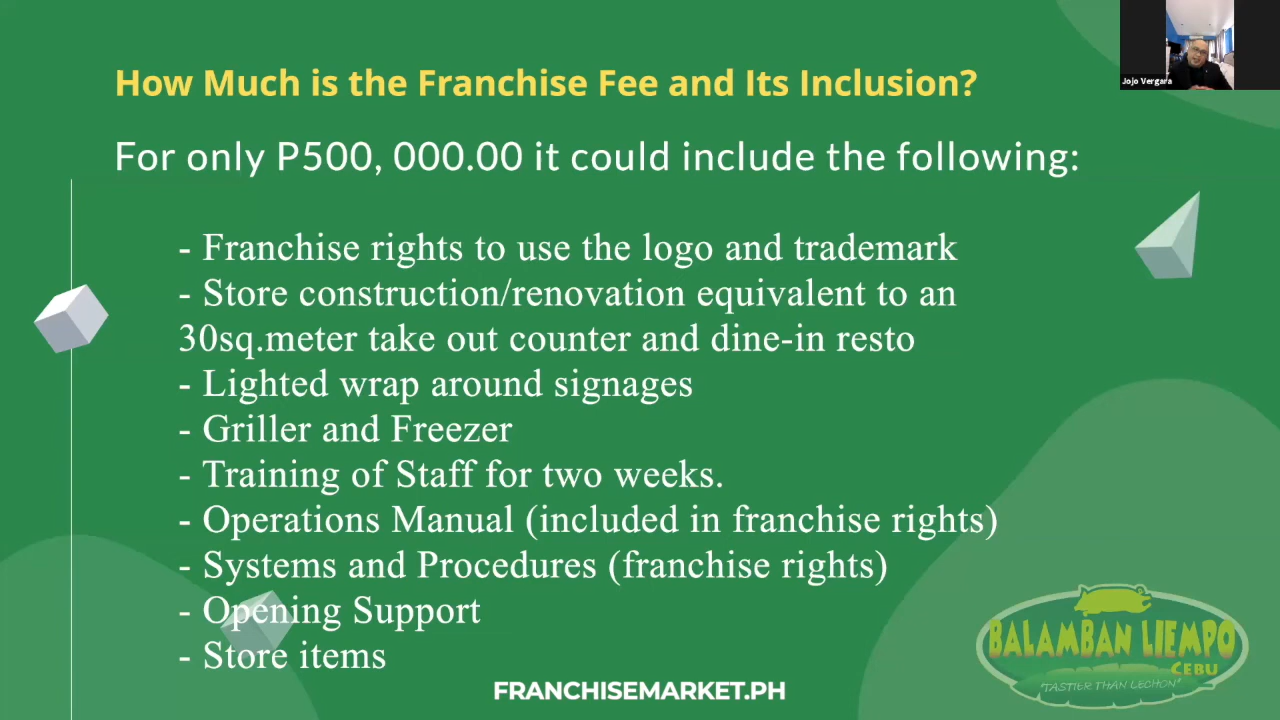 How Much is the Franchise Fee and Its Inclusion?
Jojo Vergara
For only P500, 000.00 it could include the following:
- Franchise rights to use the logo and trademark
- Store construction/renovation equivalent to an
30sq.meter take out counter and dine-in resto
- Lighted wrap around signages
- Griller and Freezer
- Training of Staff for two weeks.
- Operations Manual (included in franchise rights)
- Systems and Procedures (franchise rights)
- Opening Support
- Store items
BALAMBAN LIEMPO
CEBU
"TASTIER THAN LECHON"
FRANCHISEMARKET.PH